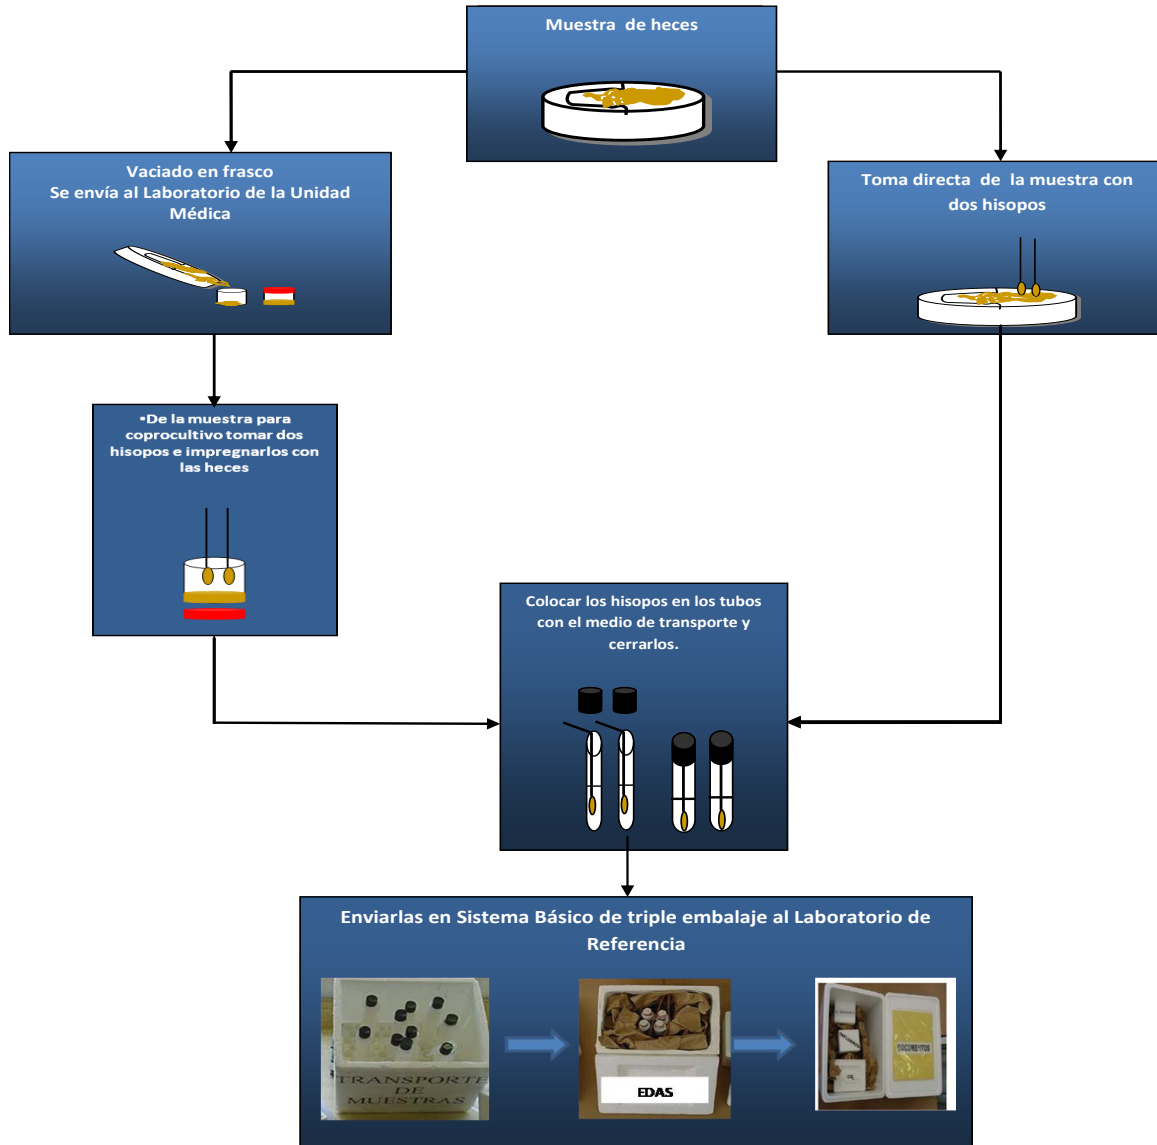 Muestra de heces
Vaciado en frasco
Se envía al Laboratorio de la Unidad
Médica
Toma directa de la muestra con
dos hisopos
•De la muestra para
coprocultivo tomar dos
hisopos e impregnarlos con
las heces
Colocar los hisopos en los tubos
con el medio de transporte y
cerrarlos.
Enviarlas en Sistema Básico de triple embalaje al Laboratorio de
Referencia
TRANSPORTE
DE
MUESTRAS
EDAS
DOCUMENTOS